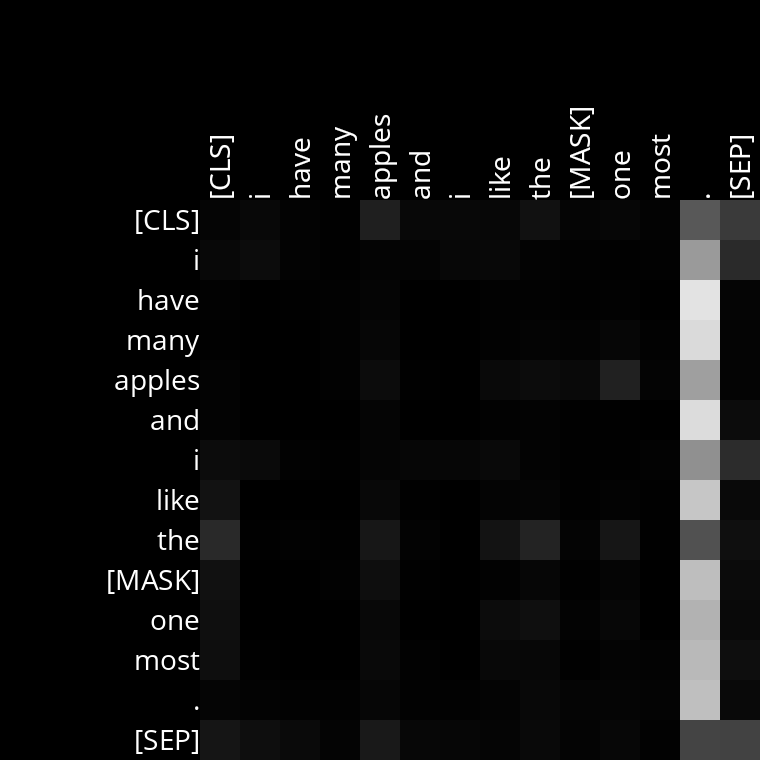 [CLS] i have many apples and i like the [MASK] one most . [SEP]
[CLS]
i
have
many
apples
and
i
like
the
[MASK]
one
most
.
[SEP]